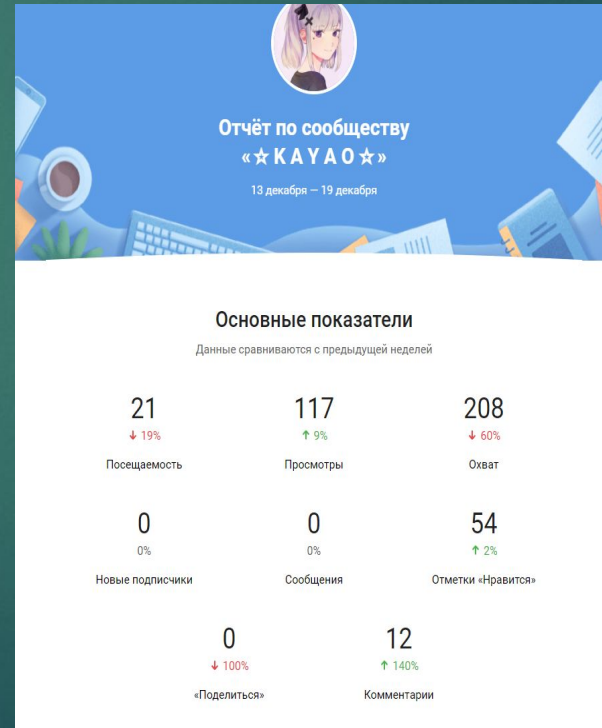 Отчёт по сообществу
«☆ K A Y A O ☆»
13 декабря — 19 декабря
Основные показатели
Данные сравниваются с предыдущей неделей
21 117 208
↓ 19% ↑ 9% ↓ 60%
Посещаемость Просмотры Охват
0 0 54
0% 0% ↑ 2%
Новые подписчики Сообщения Отметки «Нравится»
0 12
↓ 100% ↑ 140%
«Поделиться» Комментарии